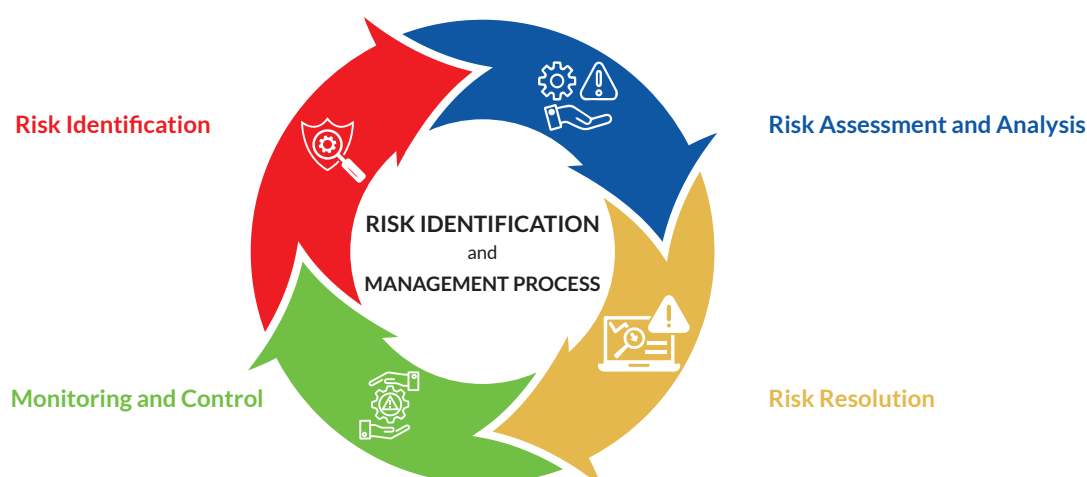 Risk Identification
Risk Assessment and Analysis
RISK IDENTIFICATION
and
MANAGEMENT PROCESS
Monitoring and Control
Risk Resolution